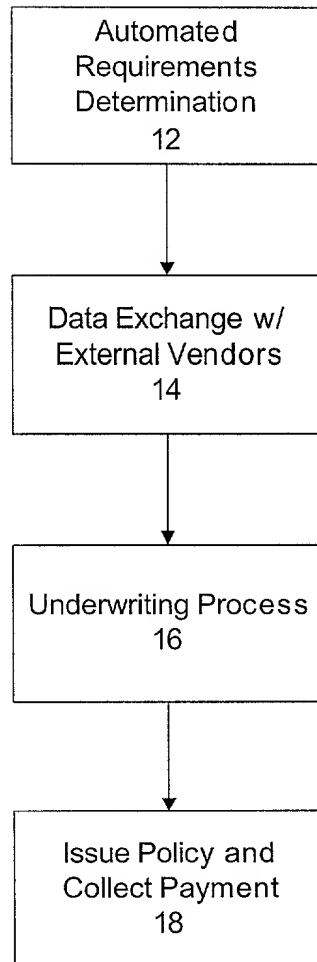 Automated
Requirements
Determination
12
Data Exchange w/
External Vendors
14
Underwriting Process
16
Issue Policy and
Collect Payment
18